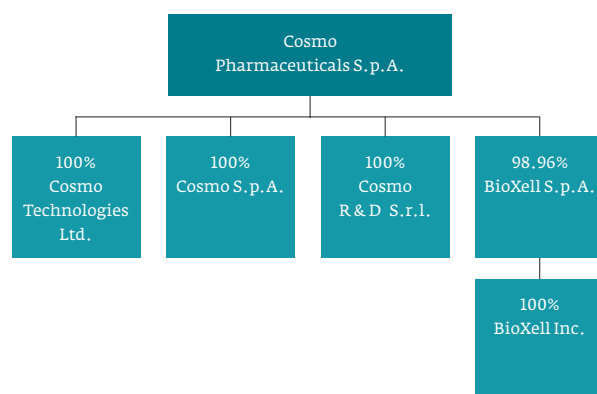 Cosmo
Pharmaceuticals S.p.A.
100%
Cosmo
Technologies
Ltd.
100%
Cosmo S.p.A.
100%
Cosmo
R & D S.r.l.
98.96%
BioXell S.p.A.
100%
BioXell Inc.